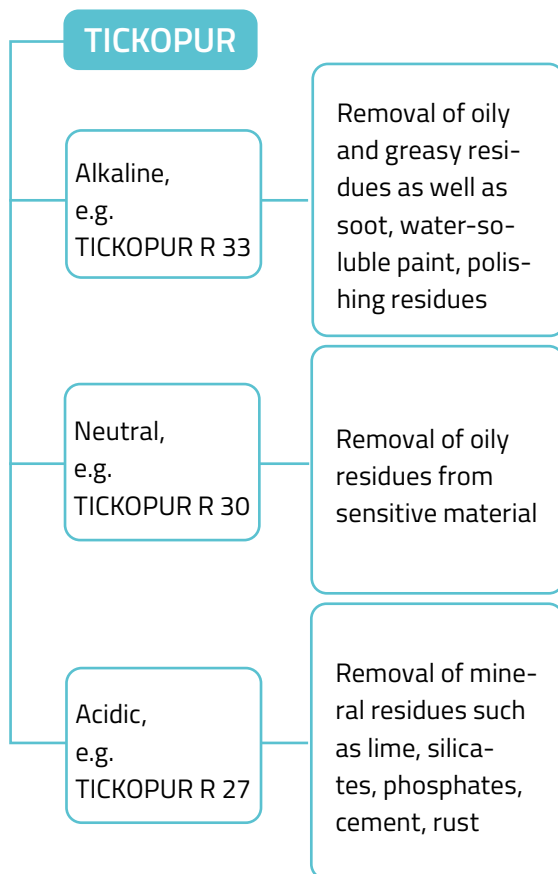 TICKOPUR
Alkaline,
e.g.
TICKOPUR R 33
Removal of oily
and greasy resi-
dues as well as
soot, water-so-
luble paint, polis-
hing residues
Neutral,
e.g.
TICKOPUR R 30
Removal of oily
residues from
sensitive material
Acidic,
e.g.
TICKOPUR R 27
Removal of mine-
ral residues such
as lime, silica-
tes, phosphates,
cement, rust